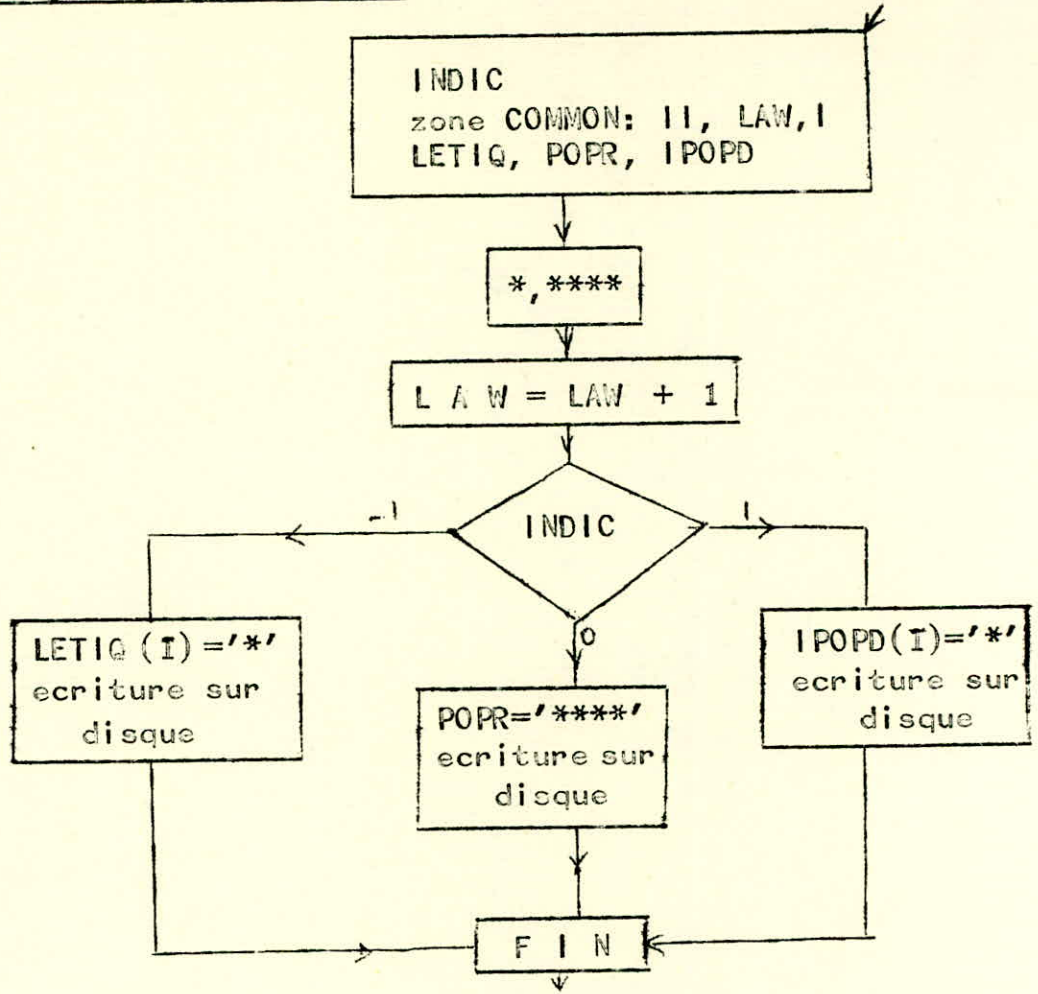 INDIC
zone COMMON: II, LAW,I
LETIQ, POPR, IPOPD
*,****
L A W = LAW + 1
-1
INDIC
1
0
LETIQ (I) ='*'
ecriture sur
disque
POPR='****'
ecriture sur
disque
IPOPD(I)='*'
ecriture sur
disque
F I N